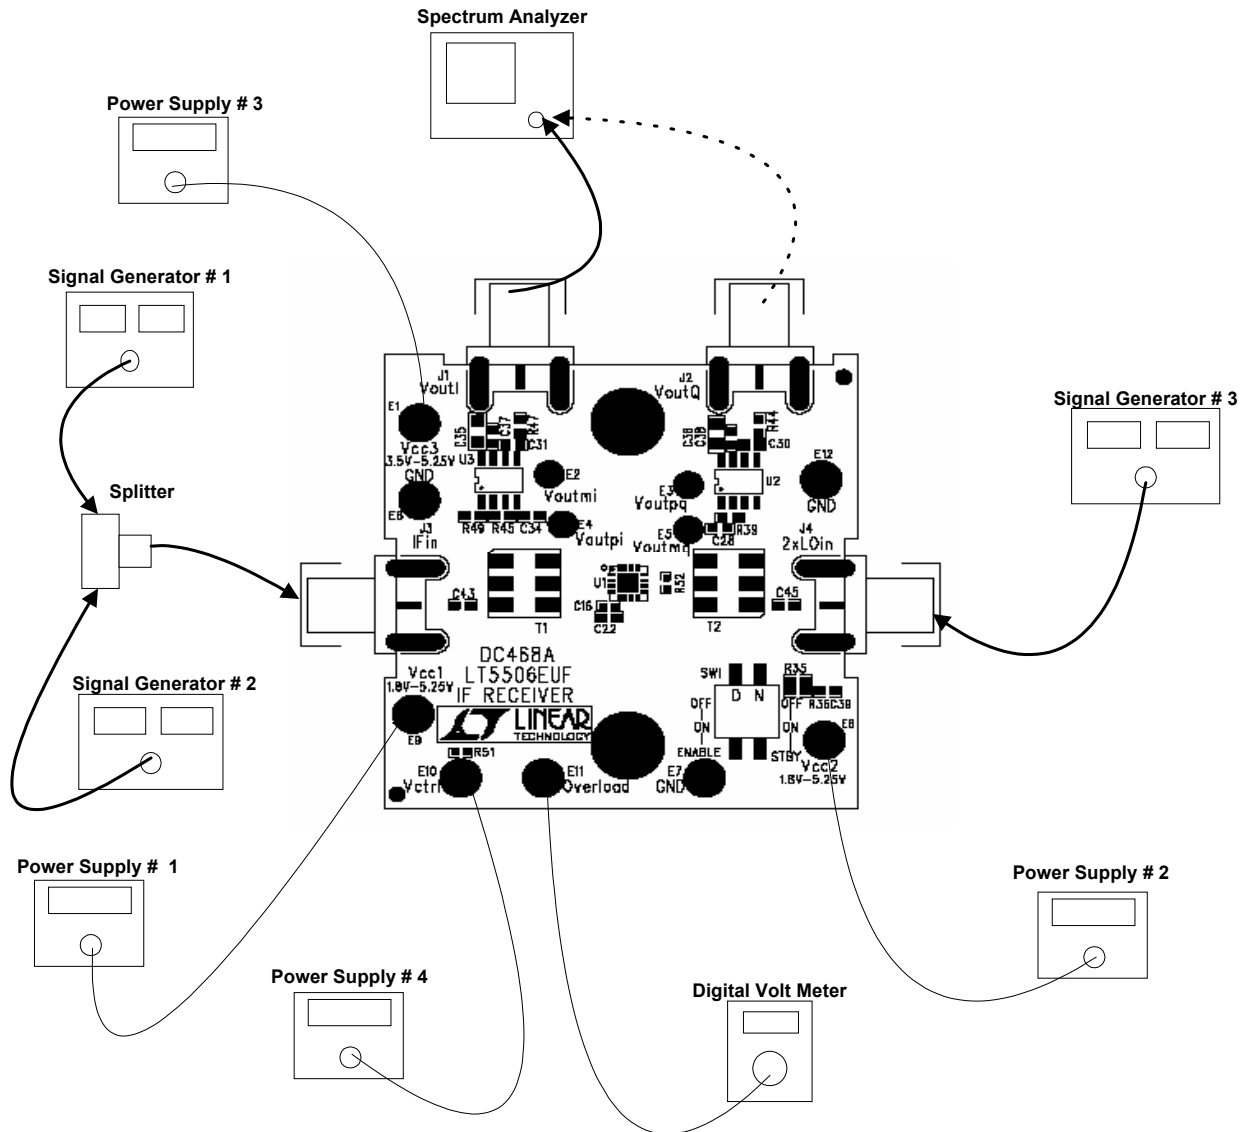 Spectrum Analyzer
Power Supply # 3
Signal Generator # 1
Signal Generator # 3
Splitter
Signal Generator # 2
Power Supply #  1
Power Supply # 4
Digital Volt Meter
Power Supply # 2
J1
VoutI
J2
VoutQ
E1
Vcc3
3.5V-5.25V
GND
E6
J3
IFin
C35
C37
R47
C31
U3
E2
Voutmi
E4
Voutpi
R49
R45
C34
C38
R44
C30
U2
E3
Voutpq
E5
Voutmq
R39
C28
E12
GND
J4
2xLOin
C43
T1
U1
R52
C16
C22
T2
C45
DC468A
LT5506EUF
IF RECEIVER
LINEAR
TECHNOLOGY
Vcc1
1.8V-5.25V
E9
R51
E10
Vctrl
E11
Overload
E7
GND
SW1
D N
OFF
ON
ENABLE
OFF
ON
STBY
R35
R36
C39
E8
Vcc2
1.8V-5.25V